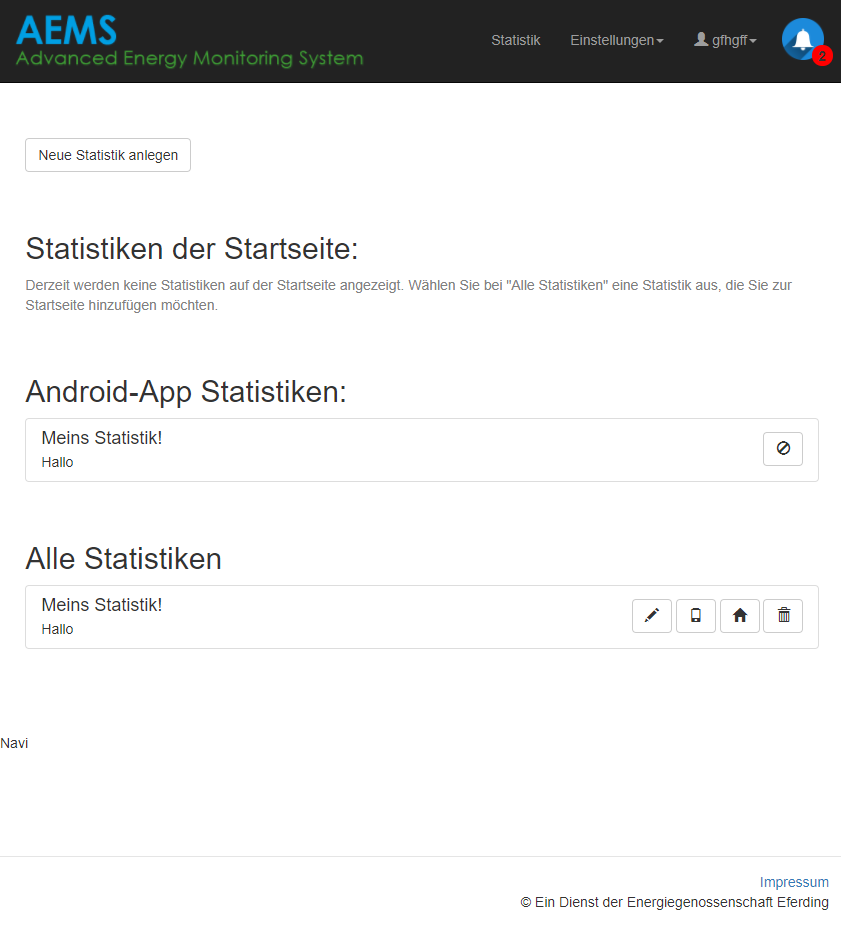 AEMS
Advanced Energy Monitoring System
Statistik Einstellungen gfhgff 2
Neue Statistik anlegen
Statistiken der Startseite:
Derzeit werden keine Statistiken auf der Startseite angezeigt. Wählen Sie bei "Alle Statistiken" eine Statistik aus, die Sie zur
Startseite hinzufügen möchten.
Android-App Statistiken:
Meins Statistik!
Hallo
Alle Statistiken
Meins Statistik!
Hallo
Navi
Impressum
© Ein Dienst der Energiegenossenschaft Eferding